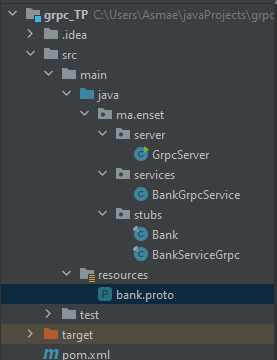 grpc_TP C:\Users\Asmae\javaProjects\grpc
.idea
src
main
java
ma.enset
server
GrpcServer
services
BankGrpcService
stubs
Bank
BankServiceGrpc
resources
bank.proto
test
target
pom.xml